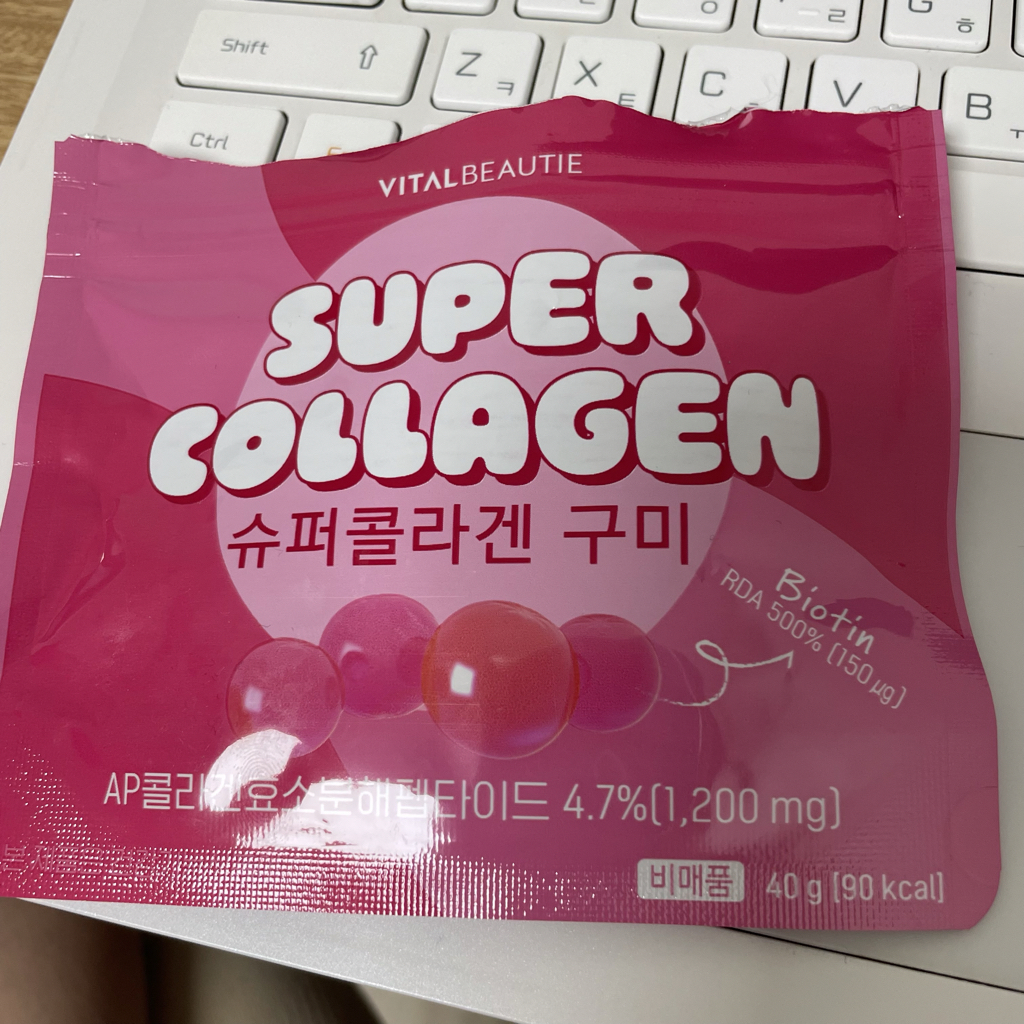 Shift
Z
ㅋ
X
ㅌ
C
V
B
ㅠ
G
ㅎ
Ctrl
VITALBEAUTIE
SUPER
COLLAGEN
슈퍼콜라겐 구미
Biotin
RDA 500% (150 μg)
AP콜라겐효소분해펩타이드 4.7%(1,200 mg)
비매품 40 g (90 kcal)